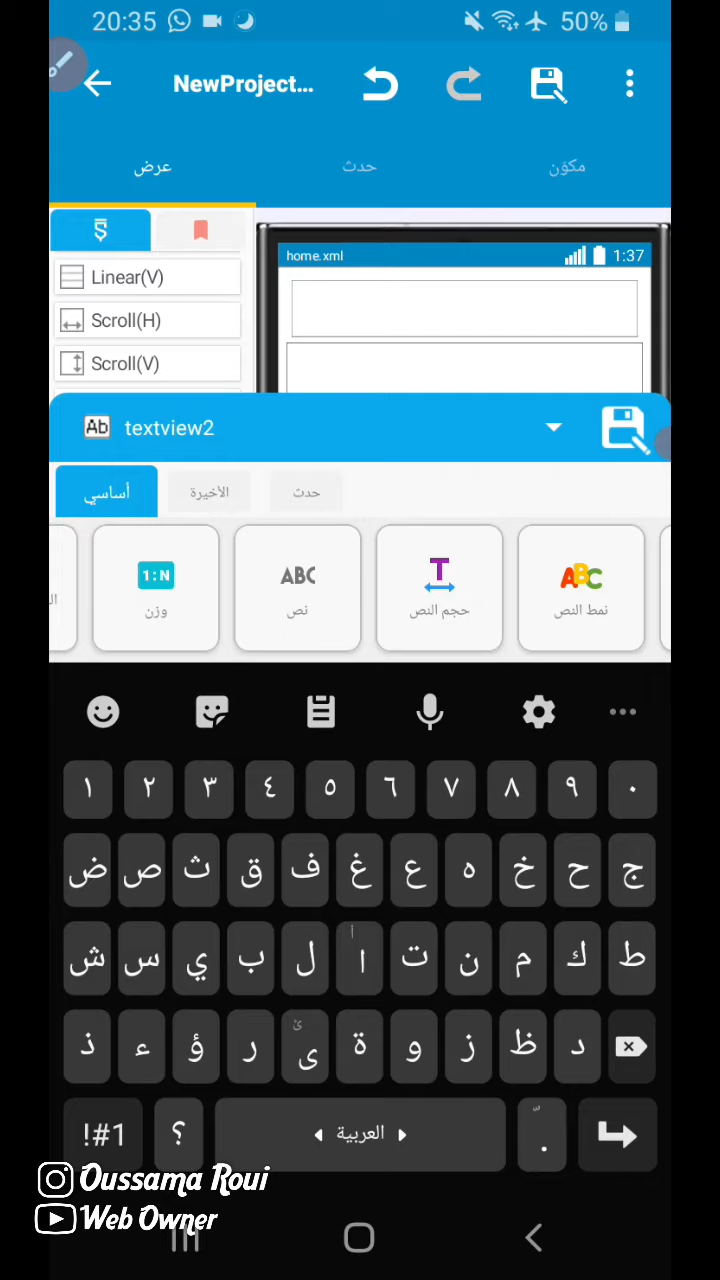 20:35
50%
NewProject...
عرض
حدث
مكوّن
Linear(V)
Scroll(H)
Scroll(V)
home.xml
1:37
Ab textview2
أساسي
الأخيرة
حدث
1:N
ABC
T
ABC
وزن
نص
حجم النص
نمط النص
١ ٢ ٣ ٤ ٥ ٦ ٧ ٨ ٩ ٠
ض ص ث ق ف غ ع ه خ ح ج
ش س ي ب ل ا ت ن م ك ط
ذ ء ؤ ر ى ة و ز ظ د
!#1 ؟ العربية .
Oussama Roui
Web Owner